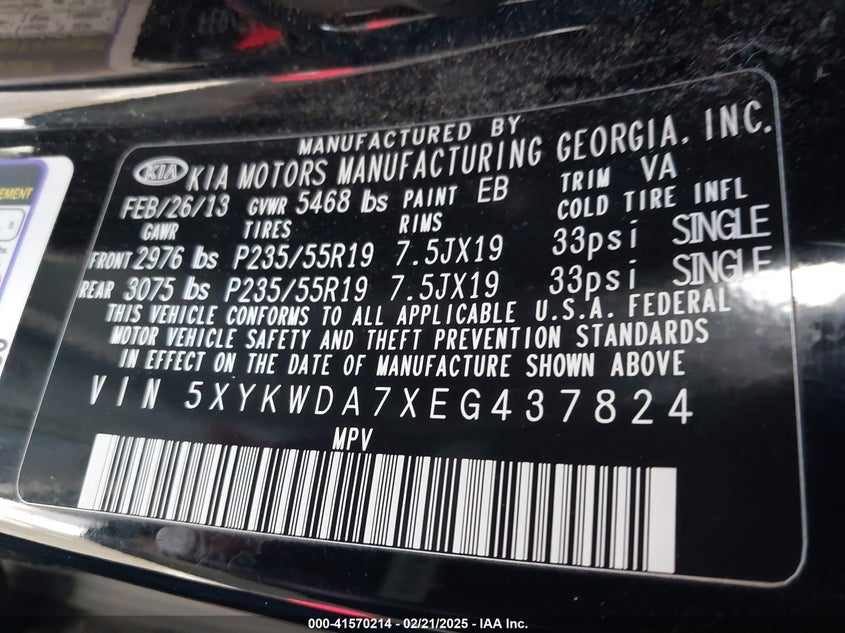 MANUFACTURED BY
KIA KIA MOTORS MANUFACTURING GEORGIA, INC.
FEB/26/13 GVWR 5468 lbs PAINT EB TRIM VA
GAWR TIRES RIMS COLD TIRE INFL
FRONT 2976 lbs P235/55R19 7.5JX19 33psi SINGLE
REAR 3075 lbs P235/55R19 7.5JX19 33psi SINGLE
THIS VEHICLE CONFORMS TO ALL APPLICABLE U.S.A. FEDERAL
MOTOR VEHICLE SAFETY AND THEFT PREVENTION STANDARDS
IN EFFECT ON THE DATE OF MANUFACTURE SHOWN ABOVE
VIN 5XYKWDA7XEG437824
MPV
000-41570214 - 02/21/2025 - IAA Inc.